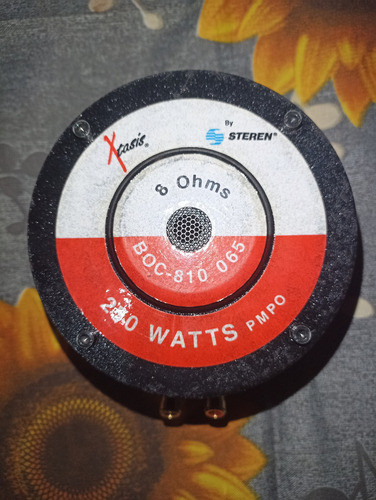 Xtasis®
By
STEREN®
8 Ohms
BOC-810 065
WATTS PMPO